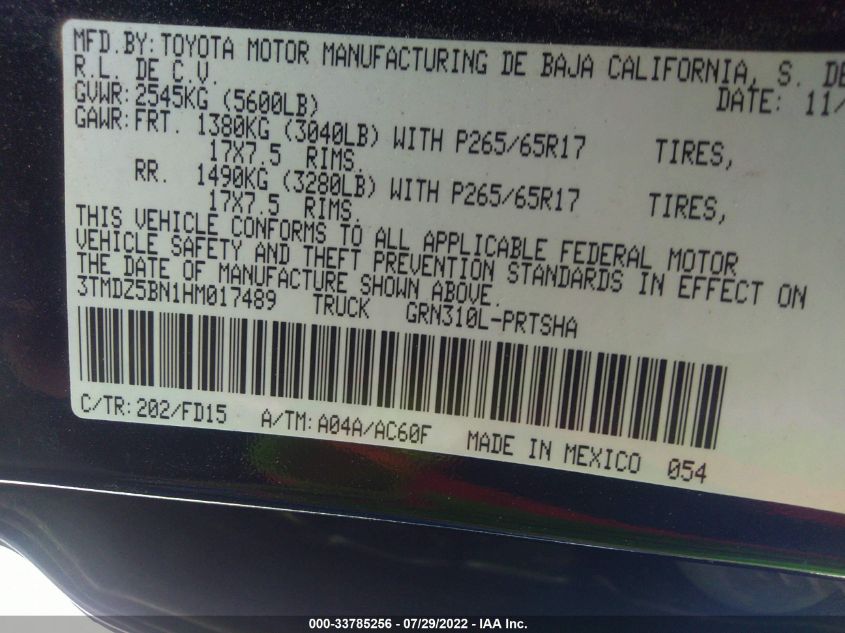 MFD.BY: TOYOTA MOTOR MANUFACTURING DE BAJA CALIFORNIA, S. DE
R.L. DE C.V.
DATE: 11/
GVWR: 2545KG (5600LB)
GAWR: FRT. 1380KG (3040LB) WITH P265/65R17 TIRES,
17X7.5 RIMS.
RR. 1490KG (3280LB) WITH P265/65R17 TIRES,
17X7.5 RIMS.
THIS VEHICLE CONFORMS TO ALL APPLICABLE FEDERAL MOTOR
VEHICLE SAFETY AND THEFT PREVENTION STANDARDS IN EFFECT ON
THE DATE OF MANUFACTURE SHOWN ABOVE.
3TMDZ5BN1HM017489 TRUCK GRN310L-PRTSHA
C/TR: 202/FD15 A/TM: A04A/AC60F MADE IN MEXICO 054
000-33785256 - 07/29/2022 - IAA Inc.